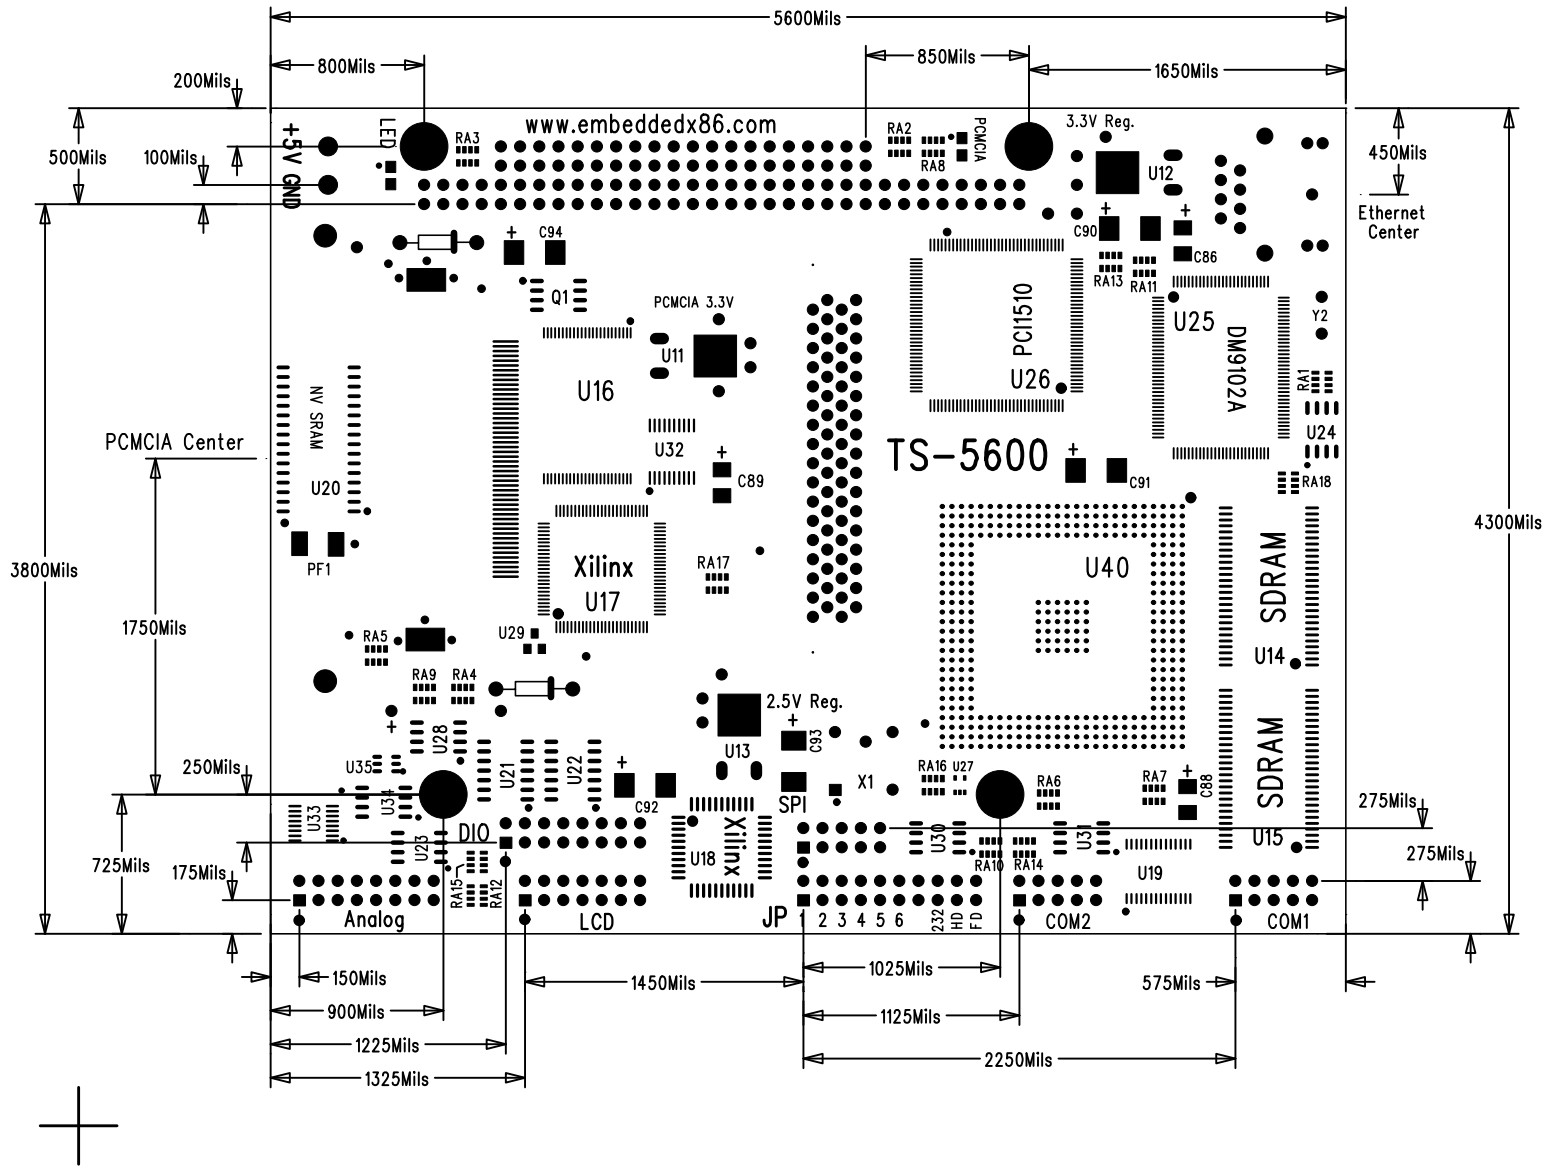 5600Mils
850Mils
800Mils
1650Mils
200Mils
500Mils
100Mils
+5V GND
LED
RA3
www.embeddedx86.com
RA2
RA8
PCMCIA
3.3V Reg.
U12
450Mils
Ethernet
Center
C94
C90
C86
RA13
RA11
Q1
PCMCIA 3.3V
U11
U16
PCI1510
U26
U25
DM9102A
Y2
RA1
U24
RA18
NV SRAM
U20
PCMCIA Center
U32
C89
TS-5600
C91
4300Mils
3800Mils
PF1
Xilinx
U17
RA17
U40
SDRAM
U14
1750Mils
RA5
U29
RA9
RA4
2.5V Reg.
U13
C93
U28
U35
U34
U33
U23
U21
U22
C92
SPI
X1
RA16
U27
RA6
RA7
C88
SDRAM
U15
250Mils
725Mils
175Mils
275Mils
275Mils
DIO
RA15
RA12
U18
Xilinx
U30
RA10
RA14
U31
U19
Analog
LCD
JP 1 2 3 4 5 6 232 HD FD
COM2
COM1
150Mils
1450Mils
1025Mils
575Mils
900Mils
1125Mils
1225Mils
2250Mils
1325Mils